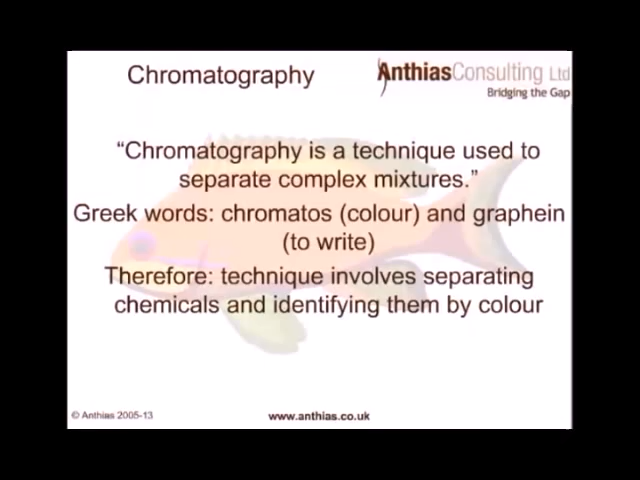 Chromatography
AnthiasConsulting Ltd
Bridging the Gap
“Chromatography is a technique used to
separate complex mixtures.”
Greek words: chromatos (colour) and graphein
(to write)
Therefore: technique involves separating
chemicals and identifying them by colour
© Anthias 2005-13
www.anthias.co.uk